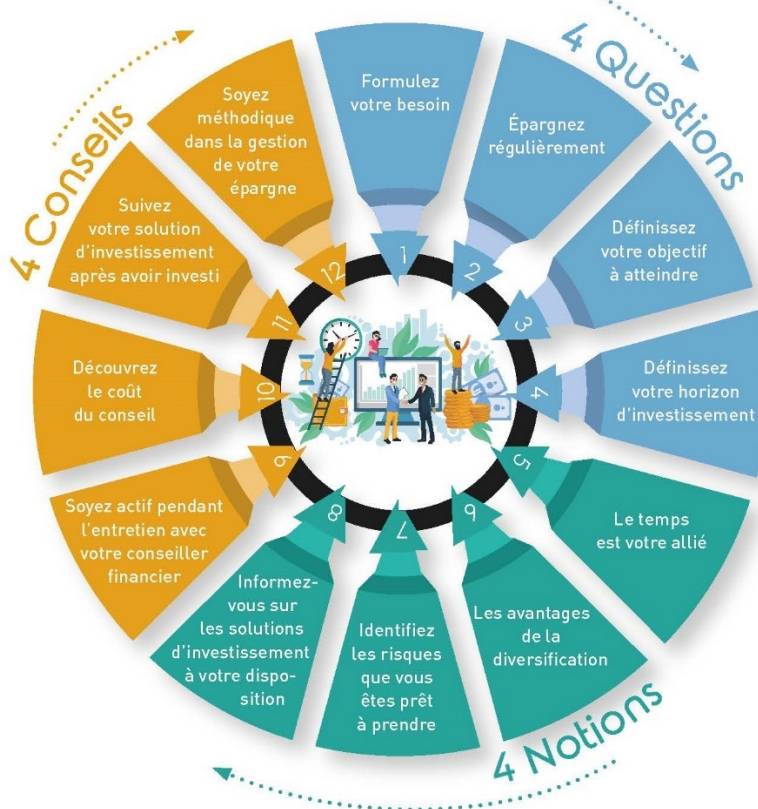 4 Questions
Formulez
votre besoin
1
Épargnez
régulièrement
2
Définissez
votre objectif
à atteindre
3
Définissez
votre horizon
d'investissement
4
4 Notions
Le temps
est votre allié
5
Les avantages
de la
diversification
6
Identifiez
les risques
que vous
êtes prêt
à prendre
7
Informez-
vous sur
les solutions
d'investissement
à votre dispo-
sition
8
4 Conseils
Soyez actif pendant
l'entretien avec
votre conseiller
financier
9
Découvrez
le coût
du conseil
10
Suivez
votre solution
d'investissement
après avoir investi
11
Soyez
méthodique
dans la gestion
de votre
épargne
12